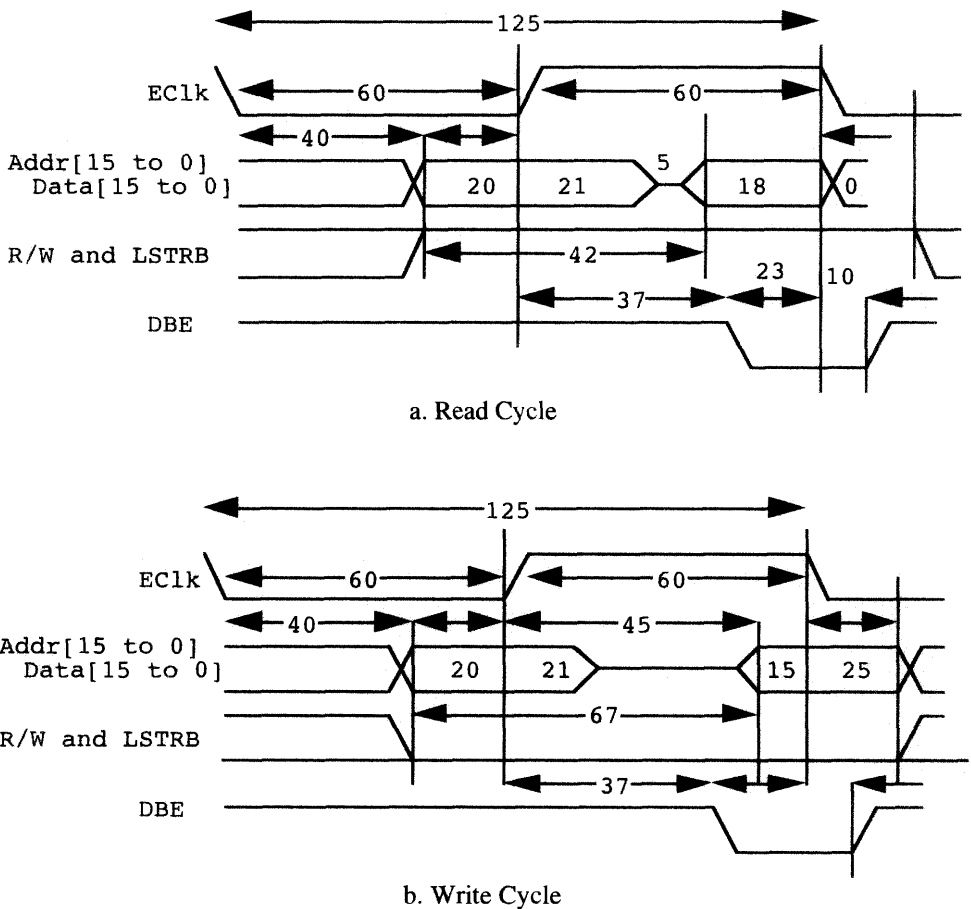 125
EClk 60 60
40
Addr[15 to 0] 5
Data[15 to 0] 20 21 18 0
R/W and LSTRB 42
23 10
37
DBE
a. Read Cycle
125
EClk 60 60
40 45
Addr[15 to 0]
Data[15 to 0] 20 21 15 25
67
R/W and LSTRB
37
DBE
b. Write Cycle